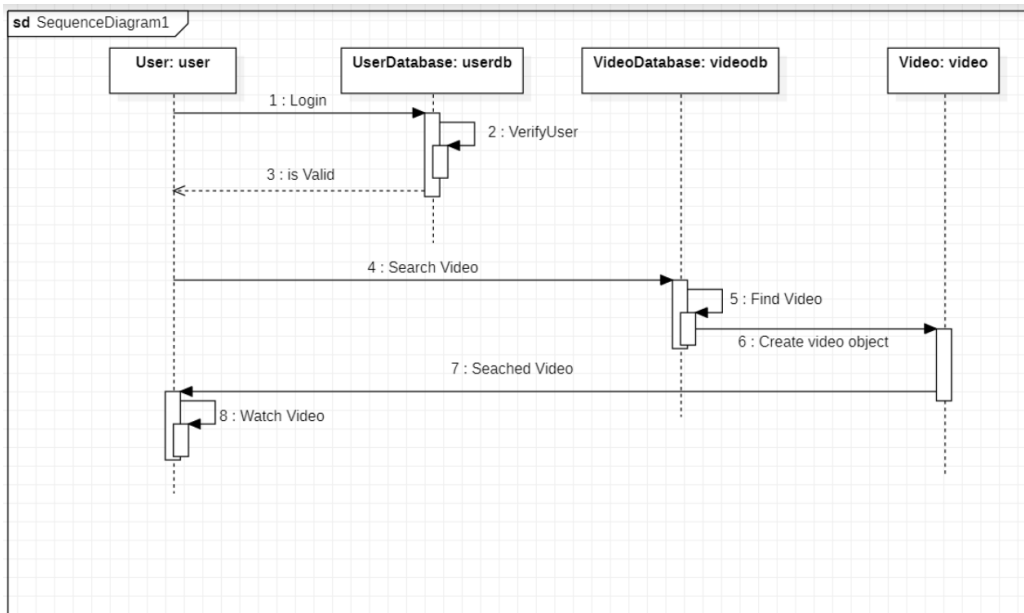 sd SequenceDiagram1
User: user
UserDatabase: userdb
VideoDatabase: videodb
Video: video
1 : Login
2 : VerifyUser
3 : is Valid
4 : Search Video
5 : Find Video
6 : Create video object
7 : Seached Video
8 : Watch Video